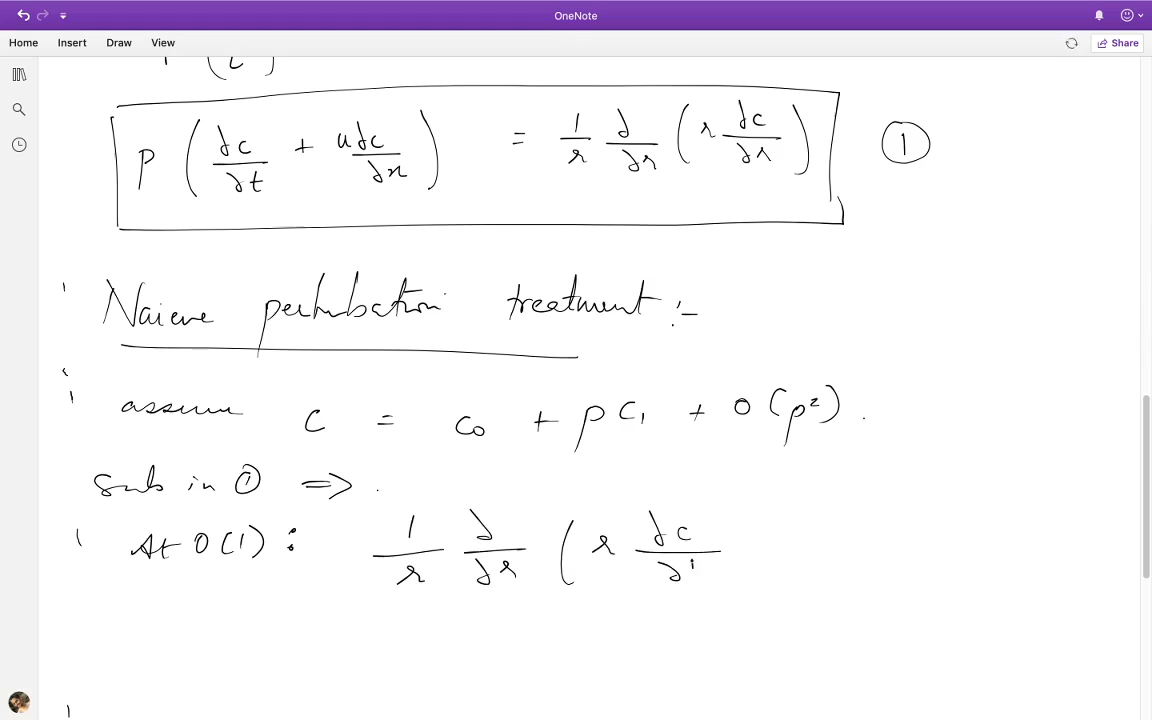 OneNote
Home Insert Draw View Share
p ( ∂c/∂t + u∂c/∂x ) = 1/r ∂/∂r ( r ∂c/∂r ) ①
Naieve perturbation treatment :-
assume c = c₀ + p c₁ + O(p²).
Sub in ① ⇒
At O(1) : 1/r ∂/∂r ( r ∂c/∂